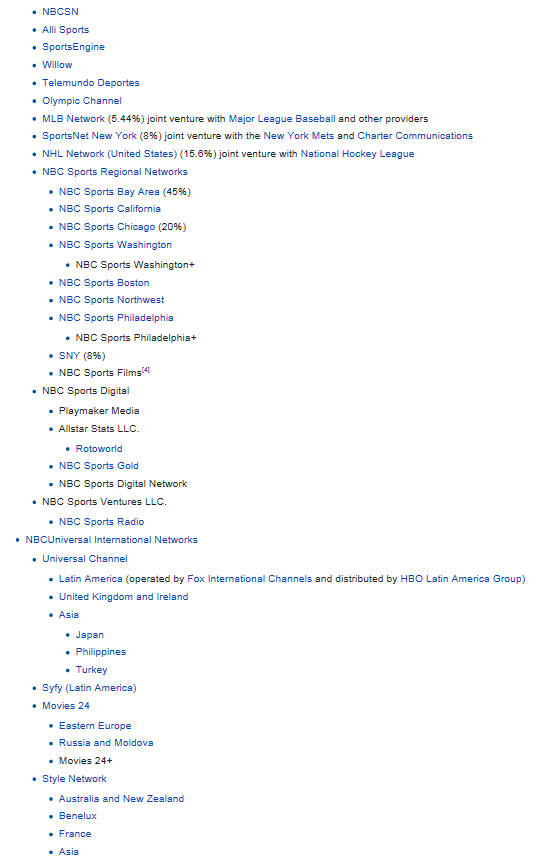 NBCSN
Alli Sports
SportsEngine
Willow
Telemundo Deportes
Olympic Channel
MLB Network (5.44%) joint venture with Major League Baseball and other providers
SportsNet New York (8%) joint venture with the New York Mets and Charter Communications
NHL Network (United States) (15.6%) joint venture with National Hockey League
NBC Sports Regional Networks
NBC Sports Bay Area (45%)
NBC Sports California
NBC Sports Chicago (20%)
NBC Sports Washington
NBC Sports Washington+
NBC Sports Boston
NBC Sports Northwest
NBC Sports Philadelphia
NBC Sports Philadelphia+
SNY (8%)
NBC Sports Films[4]
NBC Sports Digital
Playmaker Media
Allstar Stats LLC.
Rotoworld
NBC Sports Gold
NBC Sports Digital Network
NBC Sports Ventures LLC.
NBC Sports Radio
NBCUniversal International Networks
Universal Channel
Latin America (operated by Fox International Channels and distributed by HBO Latin America Group)
United Kingdom and Ireland
Asia
Japan
Philippines
Turkey
Syfy (Latin America)
Movies 24
Eastern Europe
Russia and Moldova
Movies 24+
Style Network
Australia and New Zealand
Benelux
France
Asia